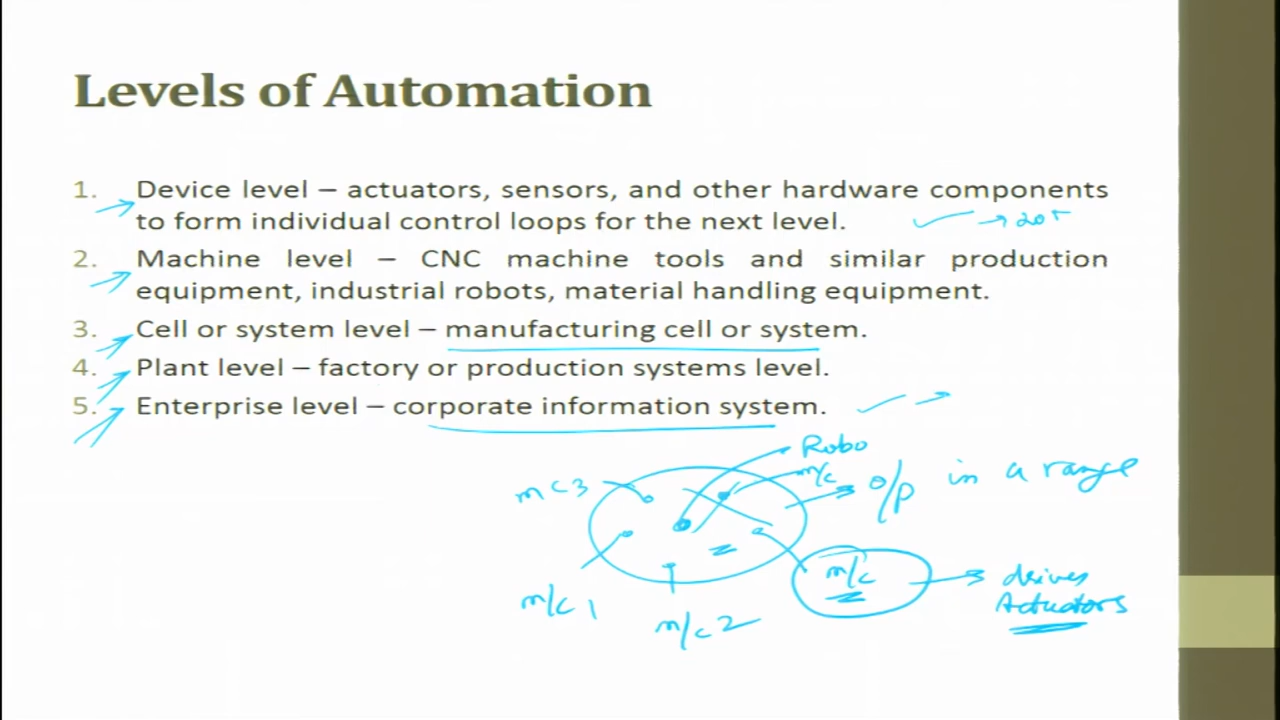 Levels of Automation
1. Device level – actuators, sensors, and other hardware components
to form individual control loops for the next level.
2. Machine level – CNC machine tools and similar production
equipment, industrial robots, material handling equipment.
3. Cell or system level – manufacturing cell or system.
4. Plant level – factory or production systems level.
5. Enterprise level – corporate information system.
Robo
m/c
mc3
o/p in a range
m/c
drives
Actuators
m/c 1
m/c 2